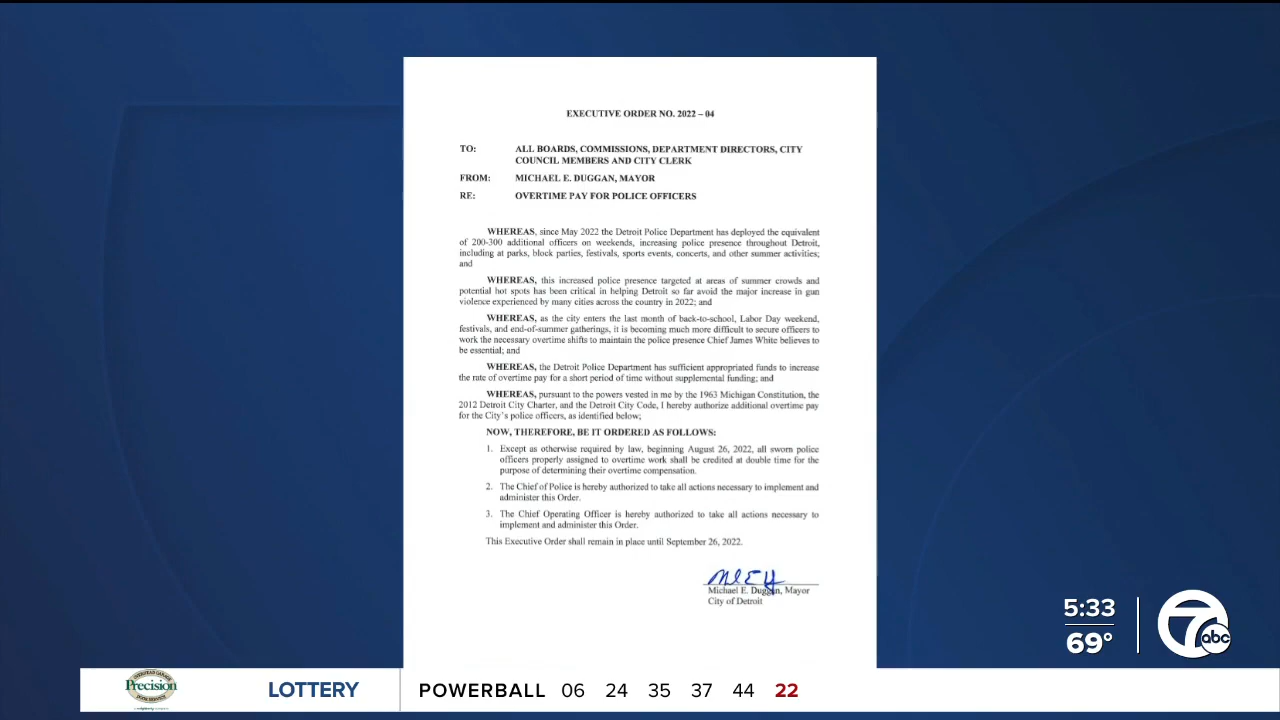 EXECUTIVE ORDER NO. 2022 – 04
TO: ALL BOARDS, COMMISSIONS, DEPARTMENT DIRECTORS, CITY
COUNCIL MEMBERS AND CITY CLERK
FROM: MICHAEL E. DUGGAN, MAYOR
RE: OVERTIME PAY FOR POLICE OFFICERS
WHEREAS, since May 2022 the Detroit Police Department has deployed the equivalent
of 200-300 additional officers on weekends, increasing police presence throughout Detroit,
including at parks, block parties, festivals, sports events, concerts, and other summer activities;
and
WHEREAS, this increased police presence targeted at areas of summer crowds and
potential hot spots has been critical in helping Detroit so far avoid the major increase in gun
violence experienced by many cities across the country in 2022; and
WHEREAS, as the city enters the last month of back-to-school, Labor Day weekend,
festivals, and end-of-summer gatherings, it is becoming much more difficult to secure officers to
work the necessary overtime shifts to maintain the police presence Chief James White believes to
be essential; and
WHEREAS, the Detroit Police Department has sufficient appropriated funds to increase
the rate of overtime pay for a short period of time without supplemental funding; and
WHEREAS, pursuant to the powers vested in me by the 1963 Michigan Constitution, the
2012 Detroit City Charter, and the Detroit City Code, I hereby authorize additional overtime pay
for the City's police officers, as identified below;
NOW, THEREFORE, BE IT ORDERED AS FOLLOWS:
1. Except as otherwise required by law, beginning August 26, 2022, all sworn police
officers properly assigned to overtime work shall be credited at double time for the
purpose of determining their overtime compensation.
2. The Chief of Police is hereby authorized to take all actions necessary to implement and
administer this Order.
3. The Chief Operating Officer is hereby authorized to take all actions necessary to
implement and administer this Order.
This Executive Order shall remain in place until September 26, 2022.
Michael E. Duggan, Mayor
City of Detroit
5:33
69°
7 abc
Precision
LOTTERY POWERBALL 06 24 35 37 44 22